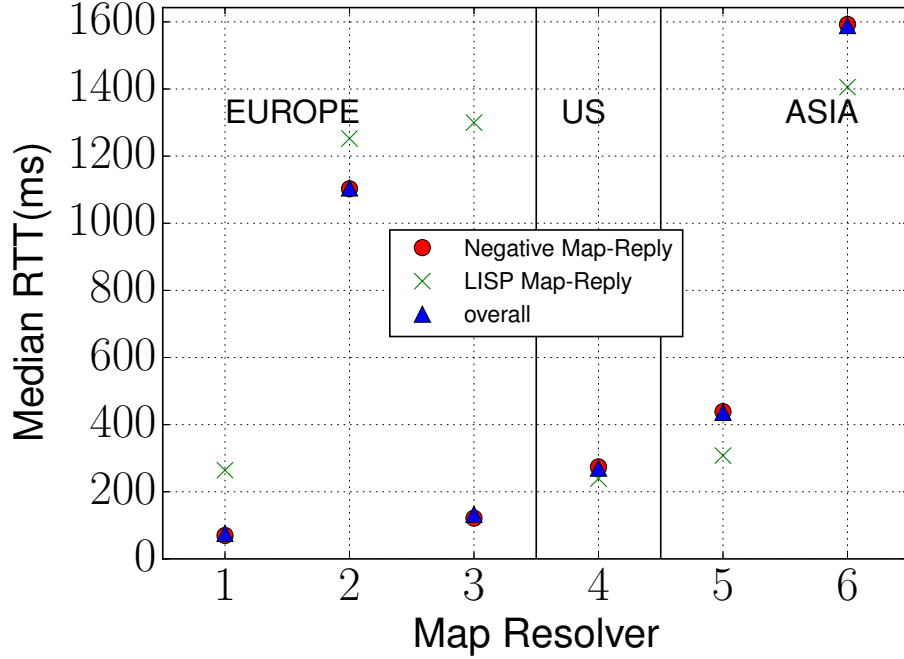 1600
1400
1200
1000
800
600
400
200
0
Median RTT(ms)
EUROPE
US
ASIA
Negative Map-Reply
LISP Map-Reply
overall
1 2 3 4 5 6
Map Resolver